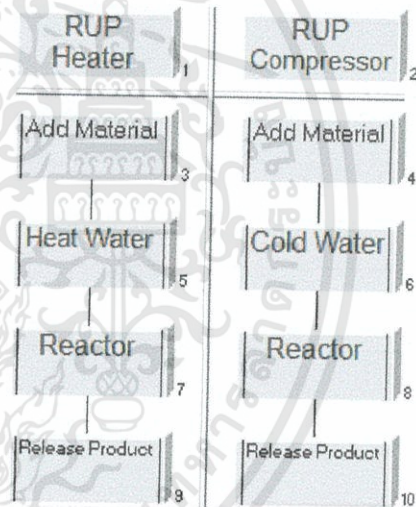 RUP
Heater
1
RUP
Compressor
2
Add Material
3
Add Material
4
Heat Water
5
Cold Water
6
Reactor
7
Reactor
8
Release Product
9
Release Product
10